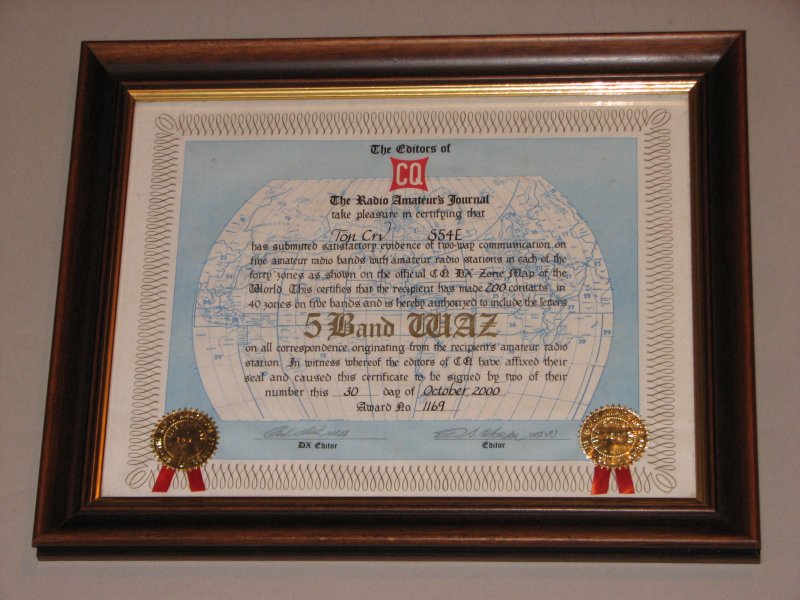 The Editors of
CQ
The Radio Amateur's Journal
take pleasure in certifying that
Ton Crv S54E
has submitted satisfactory evidence of two-way communication on
five amateur radio bands with amateur radio stations in each of the
forty zones as shown on the official C.Q. DX Zone Map of the
World. This certifies that the recipient has made 200 contacts in
40 zones on five bands and is hereby authorized to include the letters
5 Band WAZ
on all correspondence originating from the recipient's amateur radio
station. In witness whereof the editors of C.Q. have affixed their
seal and caused this certificate to be signed by two of their
number this 30 day of October, 2000
Award No. 1169
DX Editor Editor